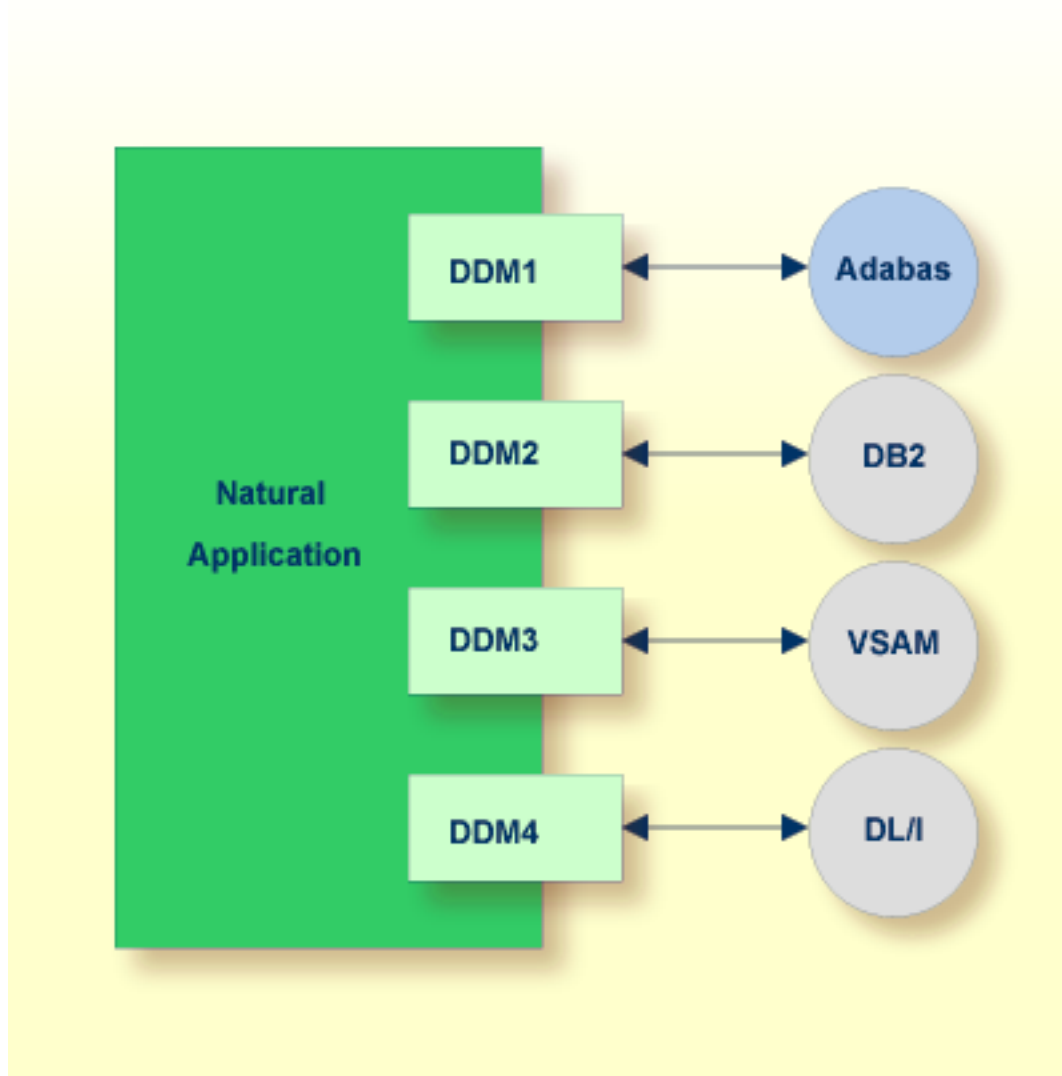 DDM1
Adabas
DDM2
DB2
Natural
Application
DDM3
VSAM
DDM4
DL/I